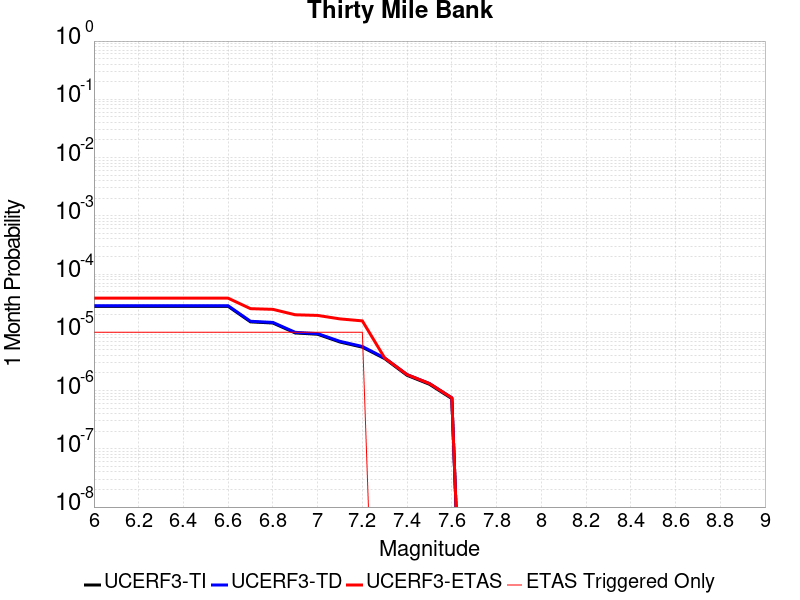 Thirty Mile Bank
10^0
10^-1
10^-2
10^-3
10^-4
10^-5
10^-6
10^-7
10^-8
1 Month Probability
6 6.2 6.4 6.6 6.8 7 7.2 7.4 7.6 7.8 8 8.2 8.4 8.6 8.8 9
Magnitude
UCERF3-TI UCERF3-TD UCERF3-ETAS ETAS Triggered Only